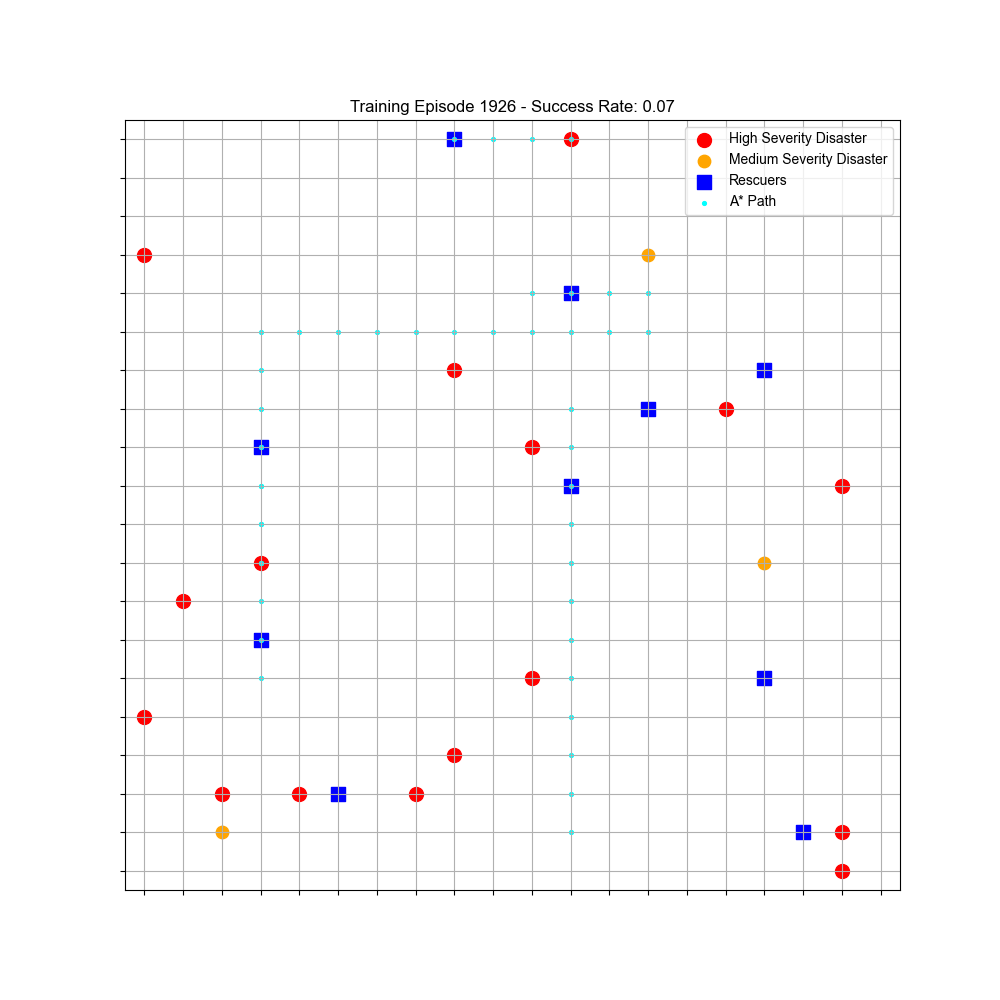 Training Episode 1926 - Success Rate: 0.07
High Severity Disaster
Medium Severity Disaster
Rescuers
A* Path